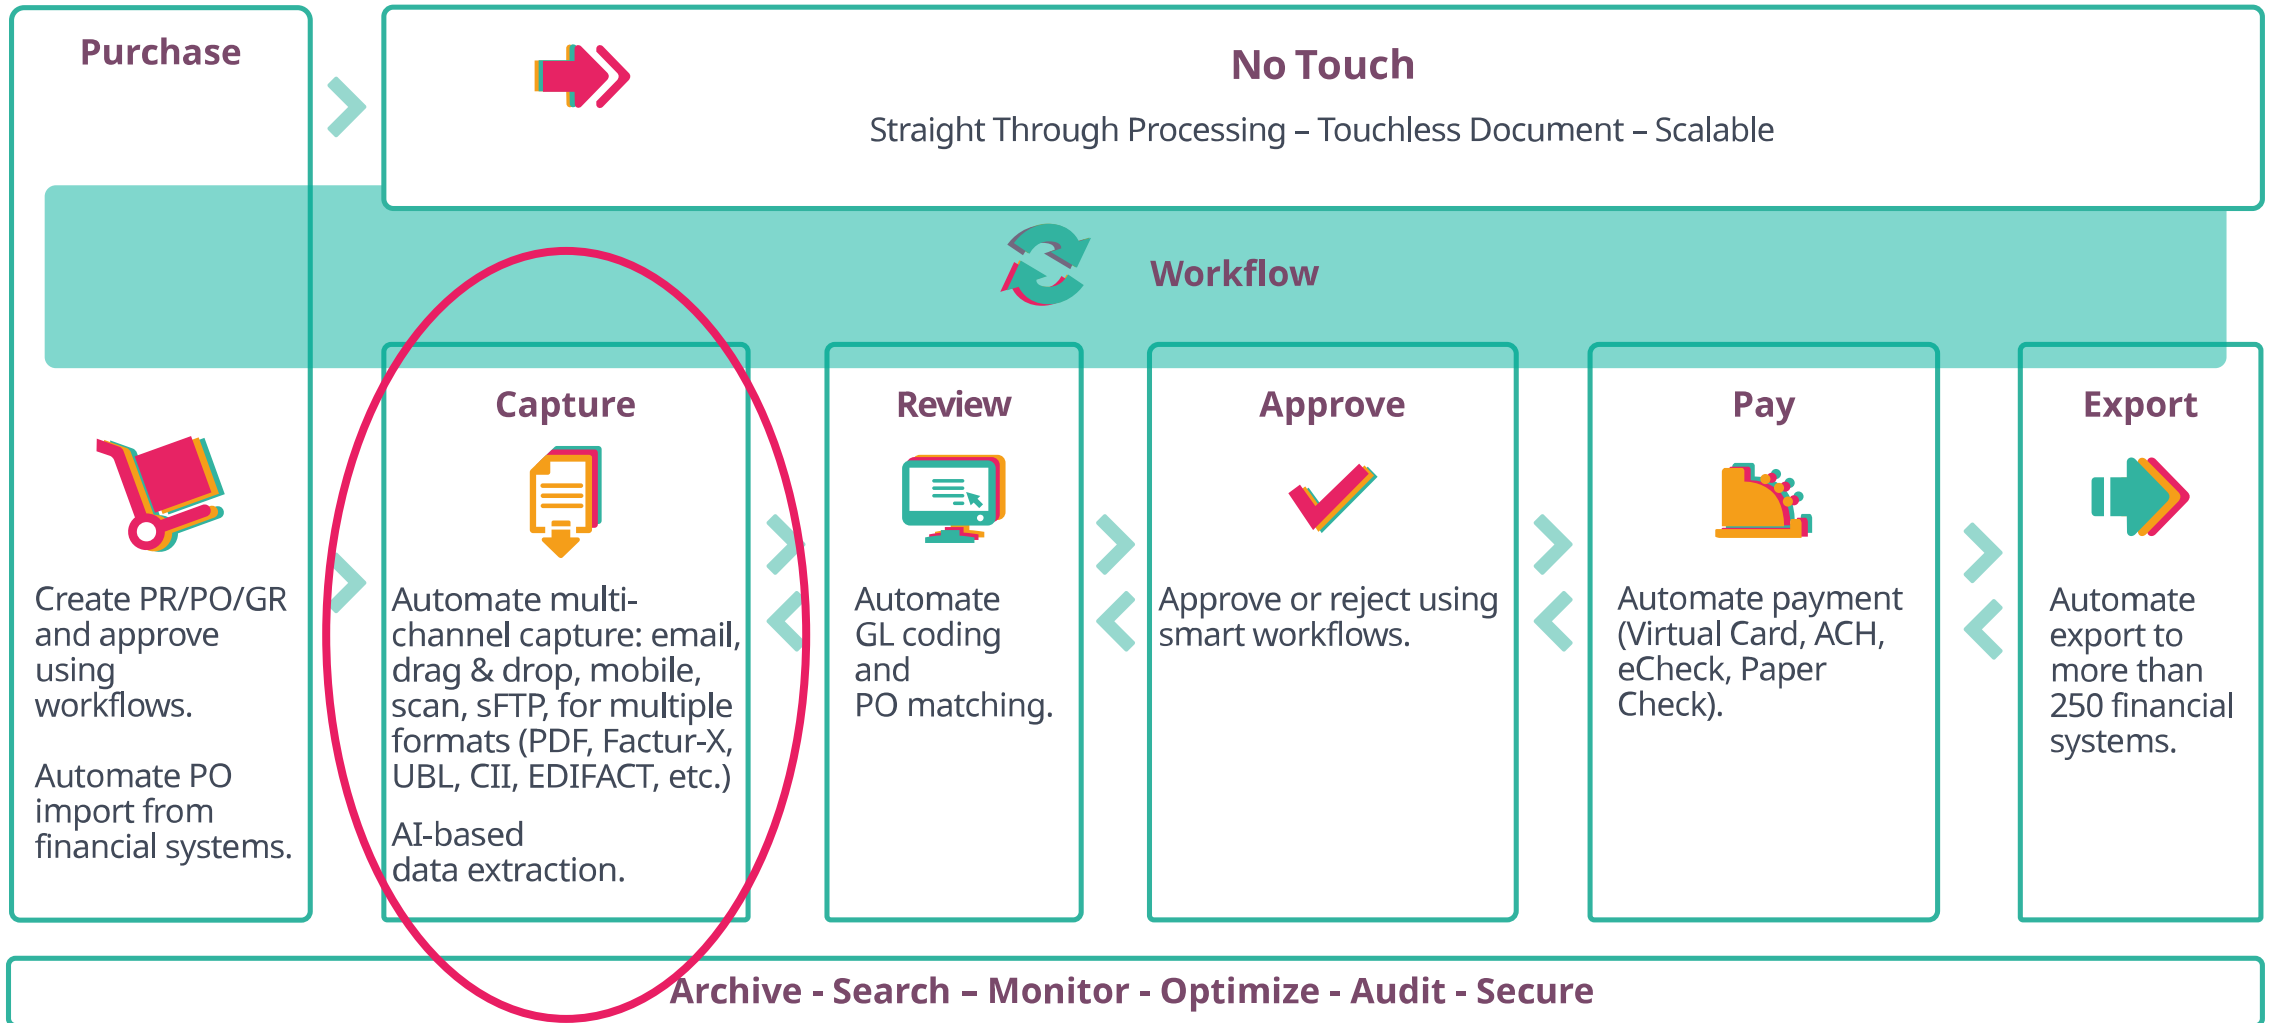 Purchase
No Touch
Straight Through Processing – Touchless Document – Scalable
Workflow
Create PR/PO/GR
and approve
using
workflows.
Automate PO
import from
financial systems.
Capture
Automate multi-
channel capture: email,
drag & drop, mobile,
scan, sFTP, for multiple
formats (PDF, Factur-X,
UBL, CII, EDIFACT, etc.)
AI-based
data extraction.
Review
Automate
GL coding
and
PO matching.
Approve
Approve or reject using
smart workflows.
Pay
Automate payment
(Virtual Card, ACH,
eCheck, Paper
Check).
Export
Automate
export to
more than
250 financial
systems.
Archive - Search – Monitor - Optimize - Audit - Secure